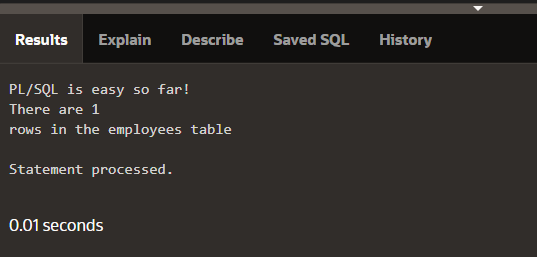 Results Explain Describe Saved SQL History
PL/SQL is easy so far!
There are 1
rows in the employees table
Statement processed.
0.01 seconds